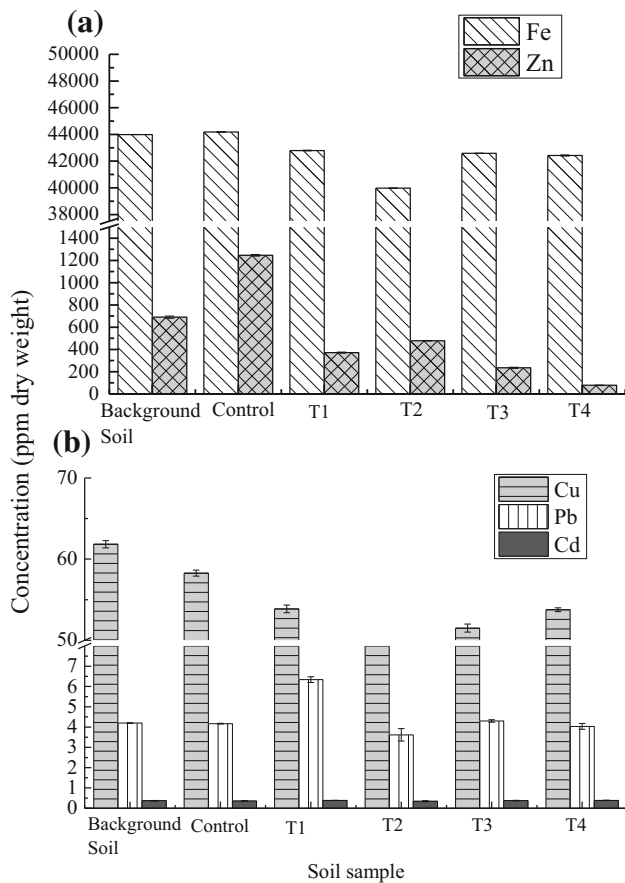 (a)
Fe
Zn
50000
48000
46000
44000
42000
40000
38000
1400
1200
1000
800
600
400
200
0
Background
Soil
Control
T1
T2
T3
T4
Concentration (ppm dry weight)
(b)
Cu
Pb
Cd
70
60
50
7
6
5
4
3
2
1
0
Background
Soil
Control
T1
T2
T3
T4
Soil sample